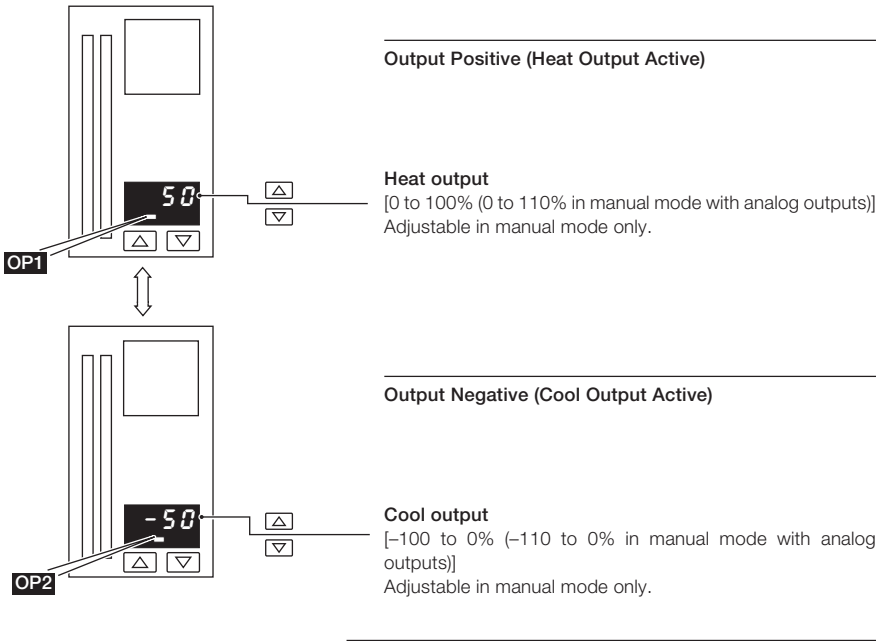 Output Positive (Heat Output Active)
50
Heat output
[0 to 100% (0 to 110% in manual mode with analog outputs)]
Adjustable in manual mode only.
OP1
Output Negative (Cool Output Active)
-50
Cool output
[–100 to 0% (–110 to 0% in manual mode with analog
outputs)]
Adjustable in manual mode only.
OP2